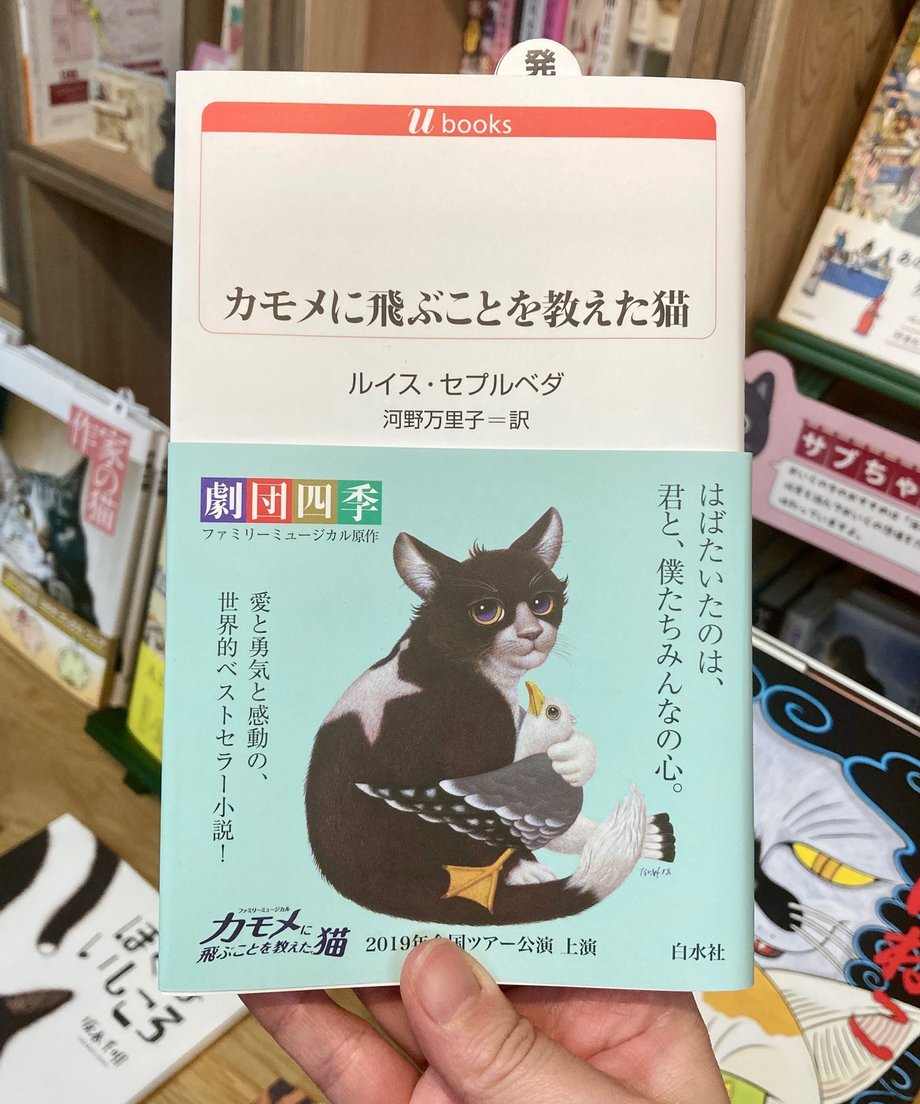 発
u books
カモメに飛ぶことを教えた猫
ルイス・セプルベダ
河野万里子＝訳
劇団四季
ファミリーミュージカル原作
はばたいたのは、
君と、僕たちみんなの心。
愛と勇気と感動の、
世界的ベストセラー小説！
ファミリーミュージカル
カモメに
飛ぶことを教えた猫
2019年全国ツアー公演 上演
白水社
作家の猫
サブちゃ
いしころ